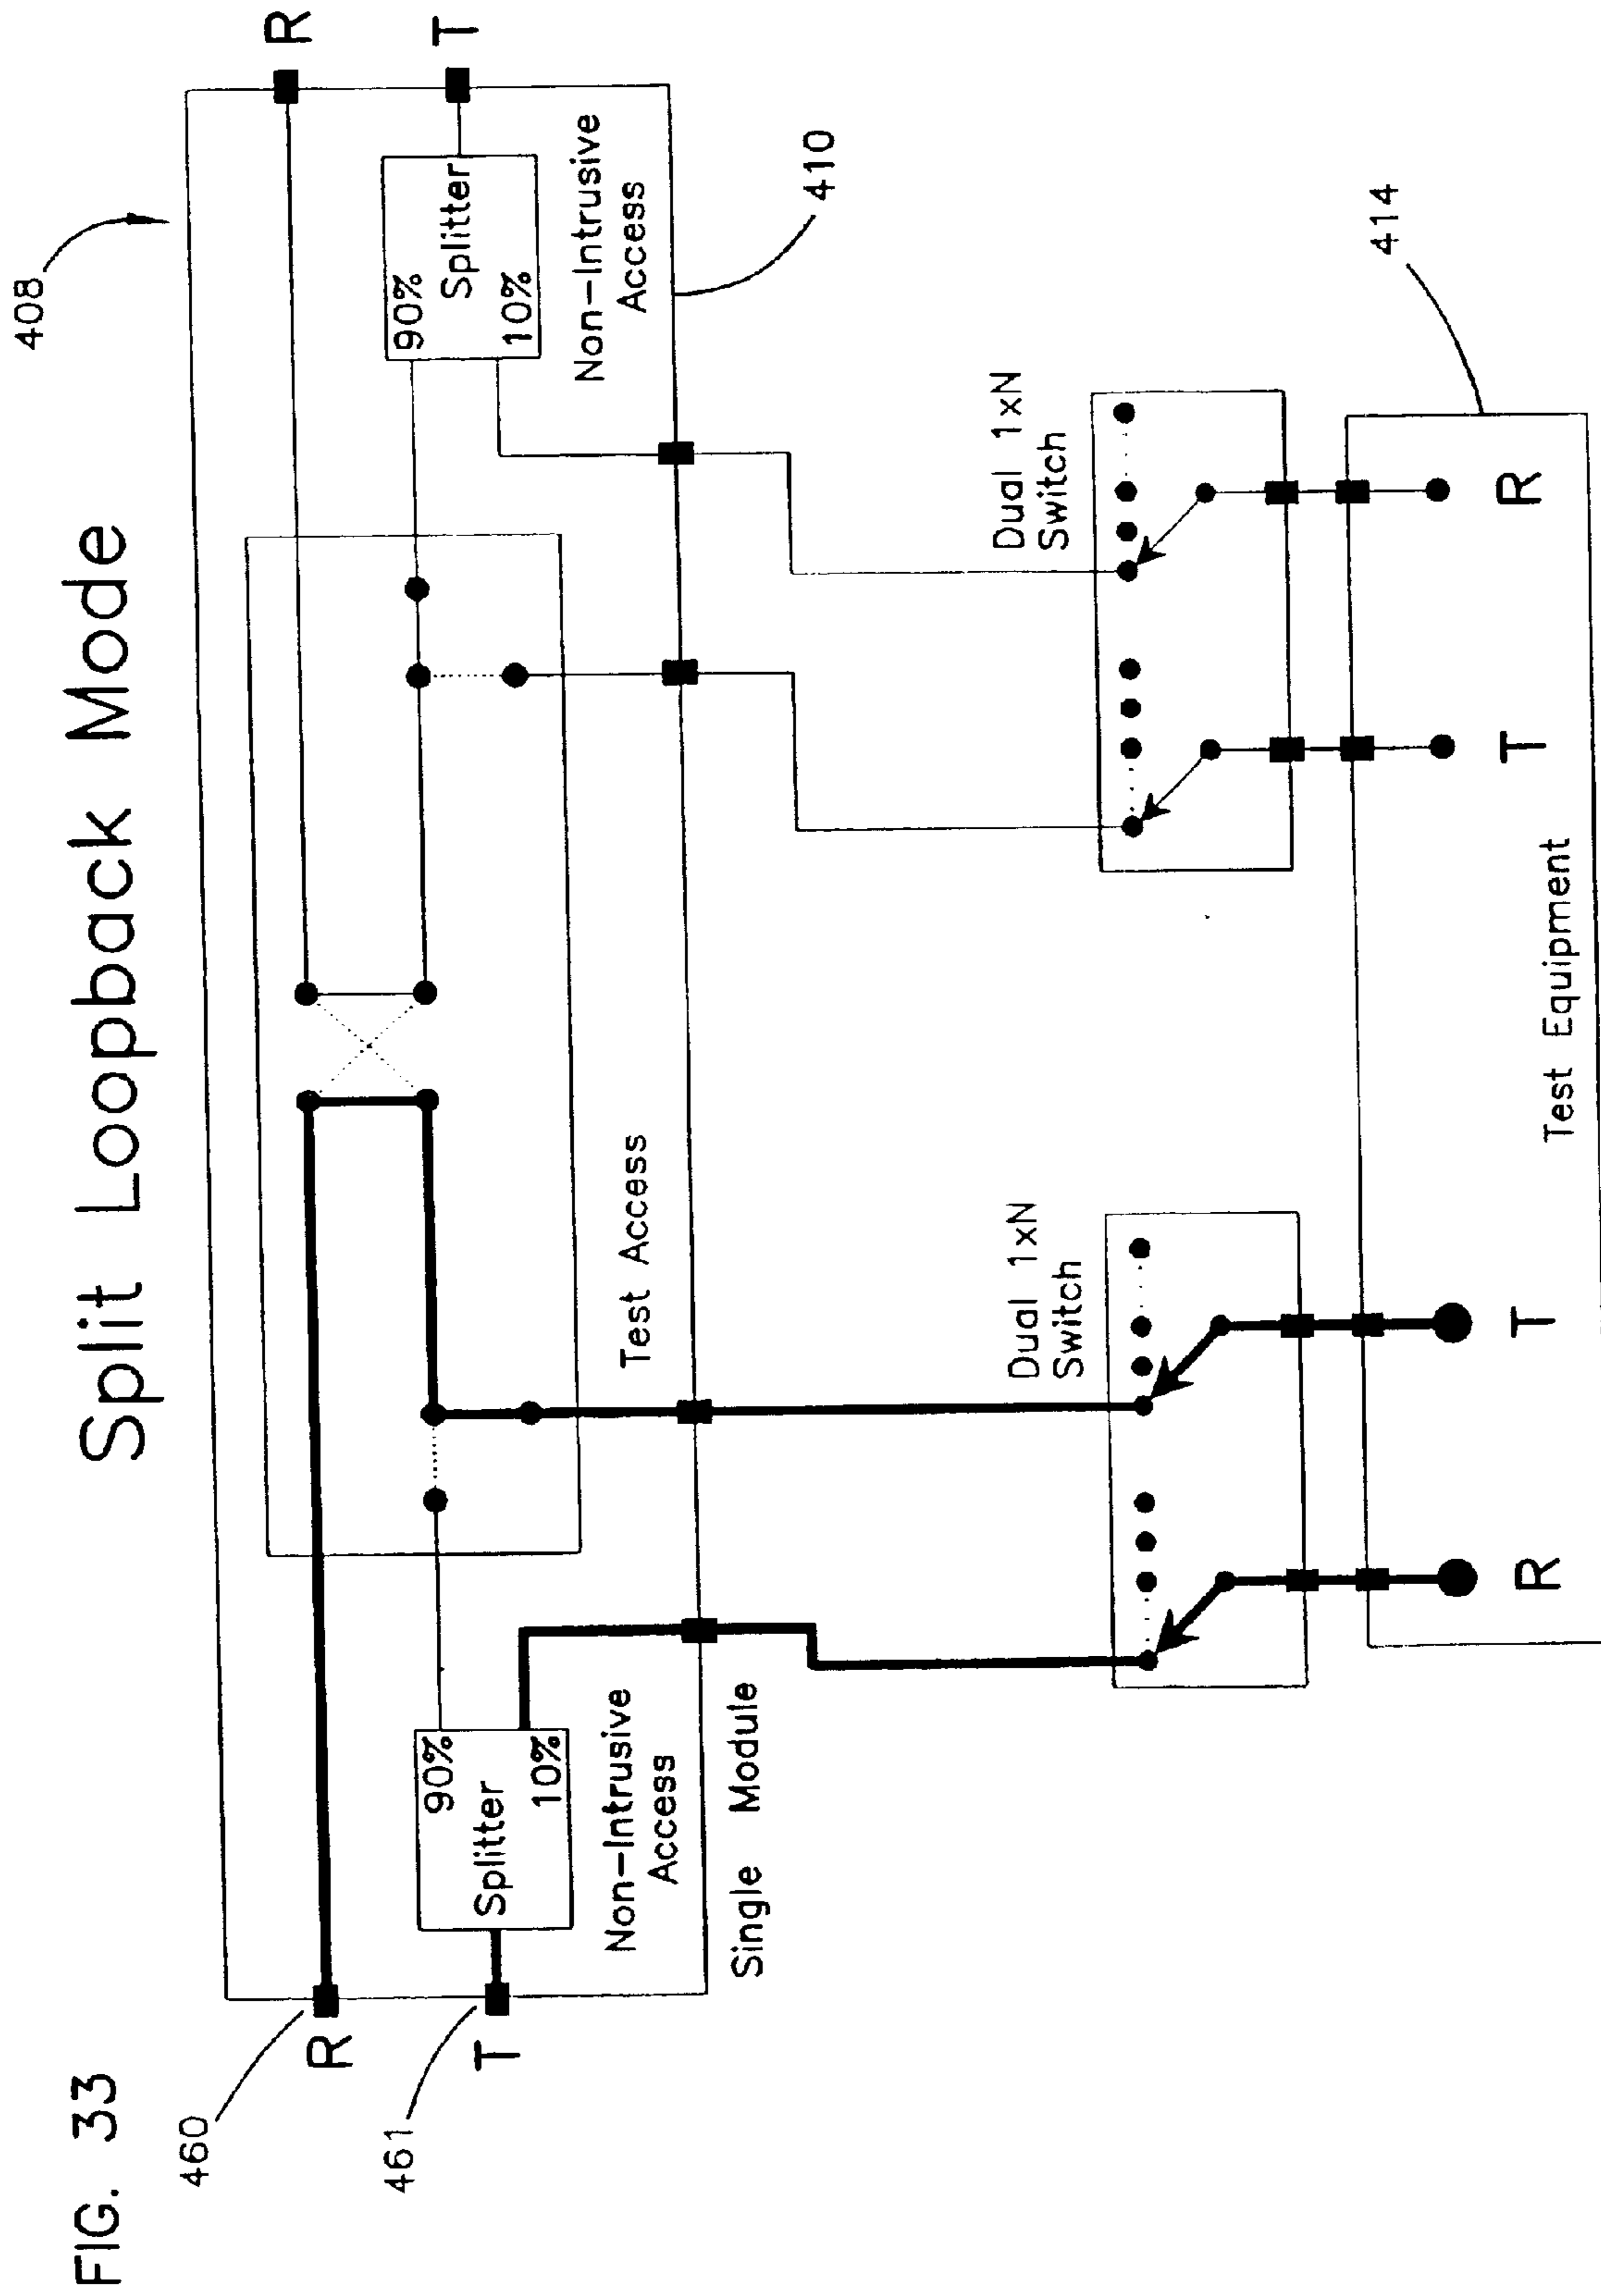 FIG. 33
Split Loopback Mode
408
460
R
R
461
T
T
Splitter
90%
10%
90%
10%
Splitter
Non-Intrusive
Access
Test Access
Non-Intrusive
Access
Single Module
410
Dual 1xN
Switch
Dual 1xN
Switch
414
R
T
T
R
Test Equipment